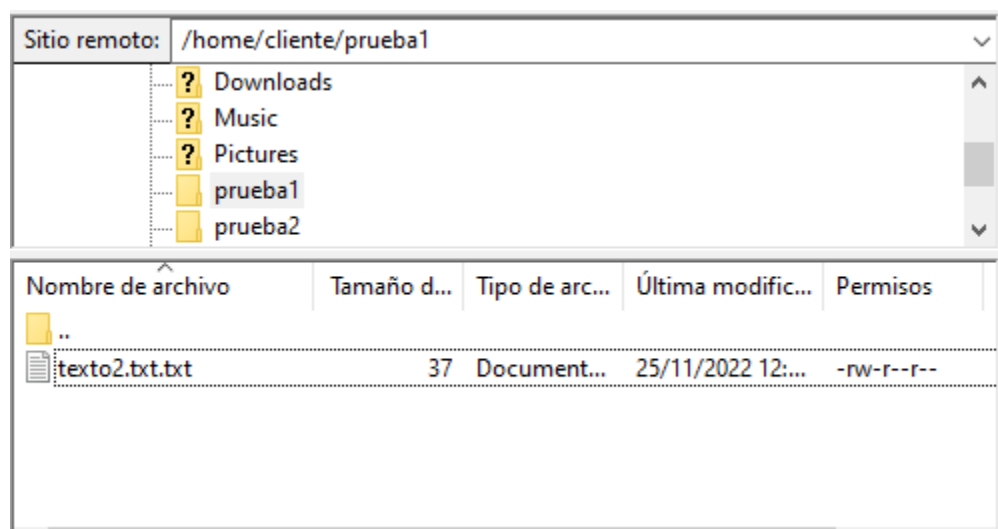 Sitio remoto: /home/cliente/prueba1
? Downloads
? Music
? Pictures
prueba1
prueba2
Nombre de archivo Tamaño d... Tipo de arc... Última modific... Permisos
..
texto2.txt.txt 37 Document... 25/11/2022 12:... -rw-r--r--